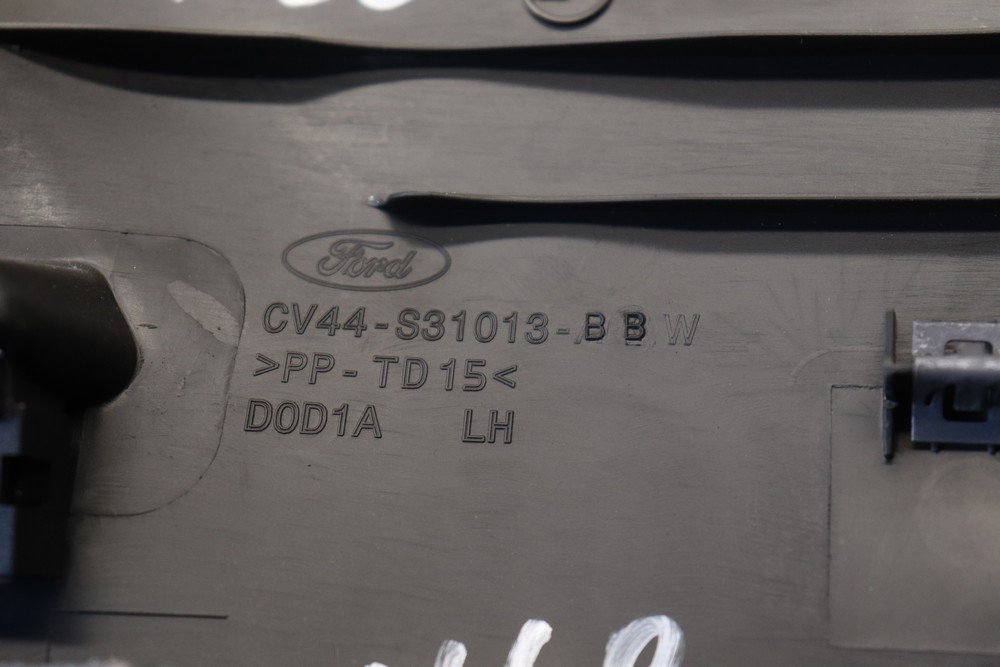 Ford
CV44-S31013-BBW
>PP-TD15<
D0D1A LH